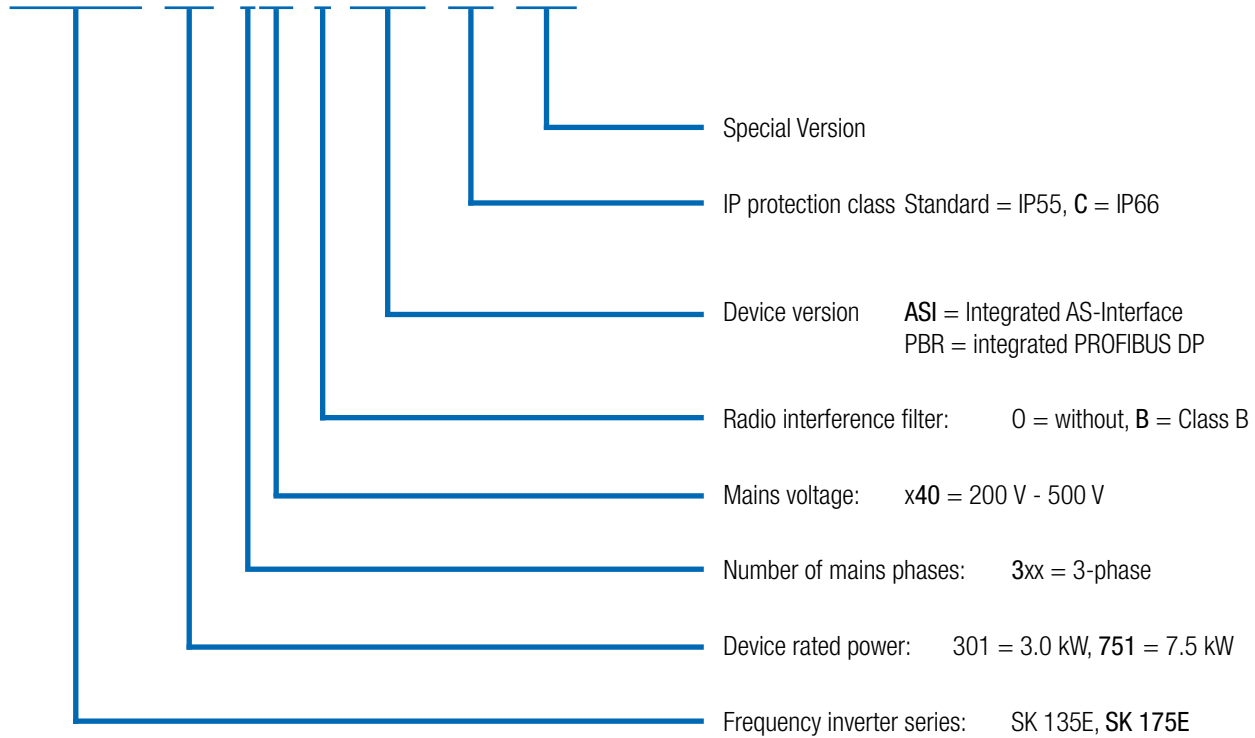 Special Version
IP protection class Standard = IP55, C = IP66
Device version ASI = Integrated AS-Interface
PBR = integrated PROFIBUS DP
Radio interference filter: O = without, B = Class B
Mains voltage: x40 = 200 V - 500 V
Number of mains phases: 3xx = 3-phase
Device rated power: 301 = 3.0 kW, 751 = 7.5 kW
Frequency inverter series: SK 135E, SK 175E